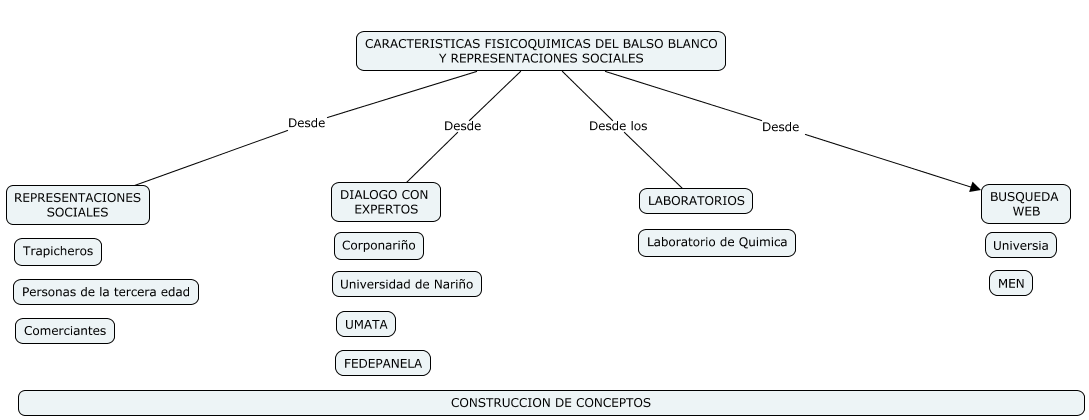 CARACTERISTICAS FISICOQUIMICAS DEL BALSO BLANCO
Y REPRESENTACIONES SOCIALES
Desde
Desde
Desde los
Desde
REPRESENTACIONES
SOCIALES
Trapicheros
Personas de la tercera edad
Comerciantes
DIALOGO CON
EXPERTOS
Corponariño
Universidad de Nariño
UMATA
FEDEPANELA
LABORATORIOS
Laboratorio de Quimica
BUSQUEDA
WEB
Universia
MEN
CONSTRUCCION DE CONCEPTOS